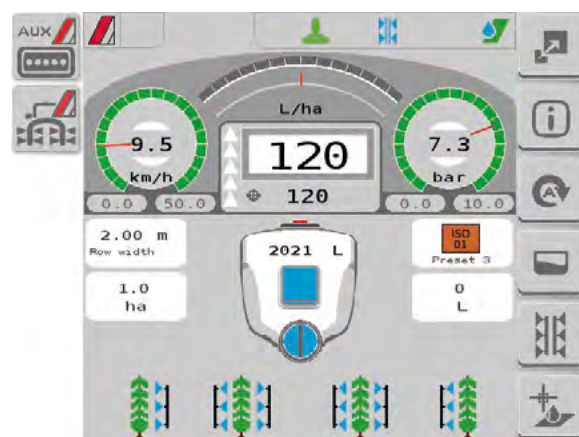 AUX
L/ha
9.5
km/h
0.0 50.0
120
120
7.3
bar
0.0 10.0
A
2.00 m
Row width
1.0
ha
2021 L
ISO
01
Preset 3
0
L